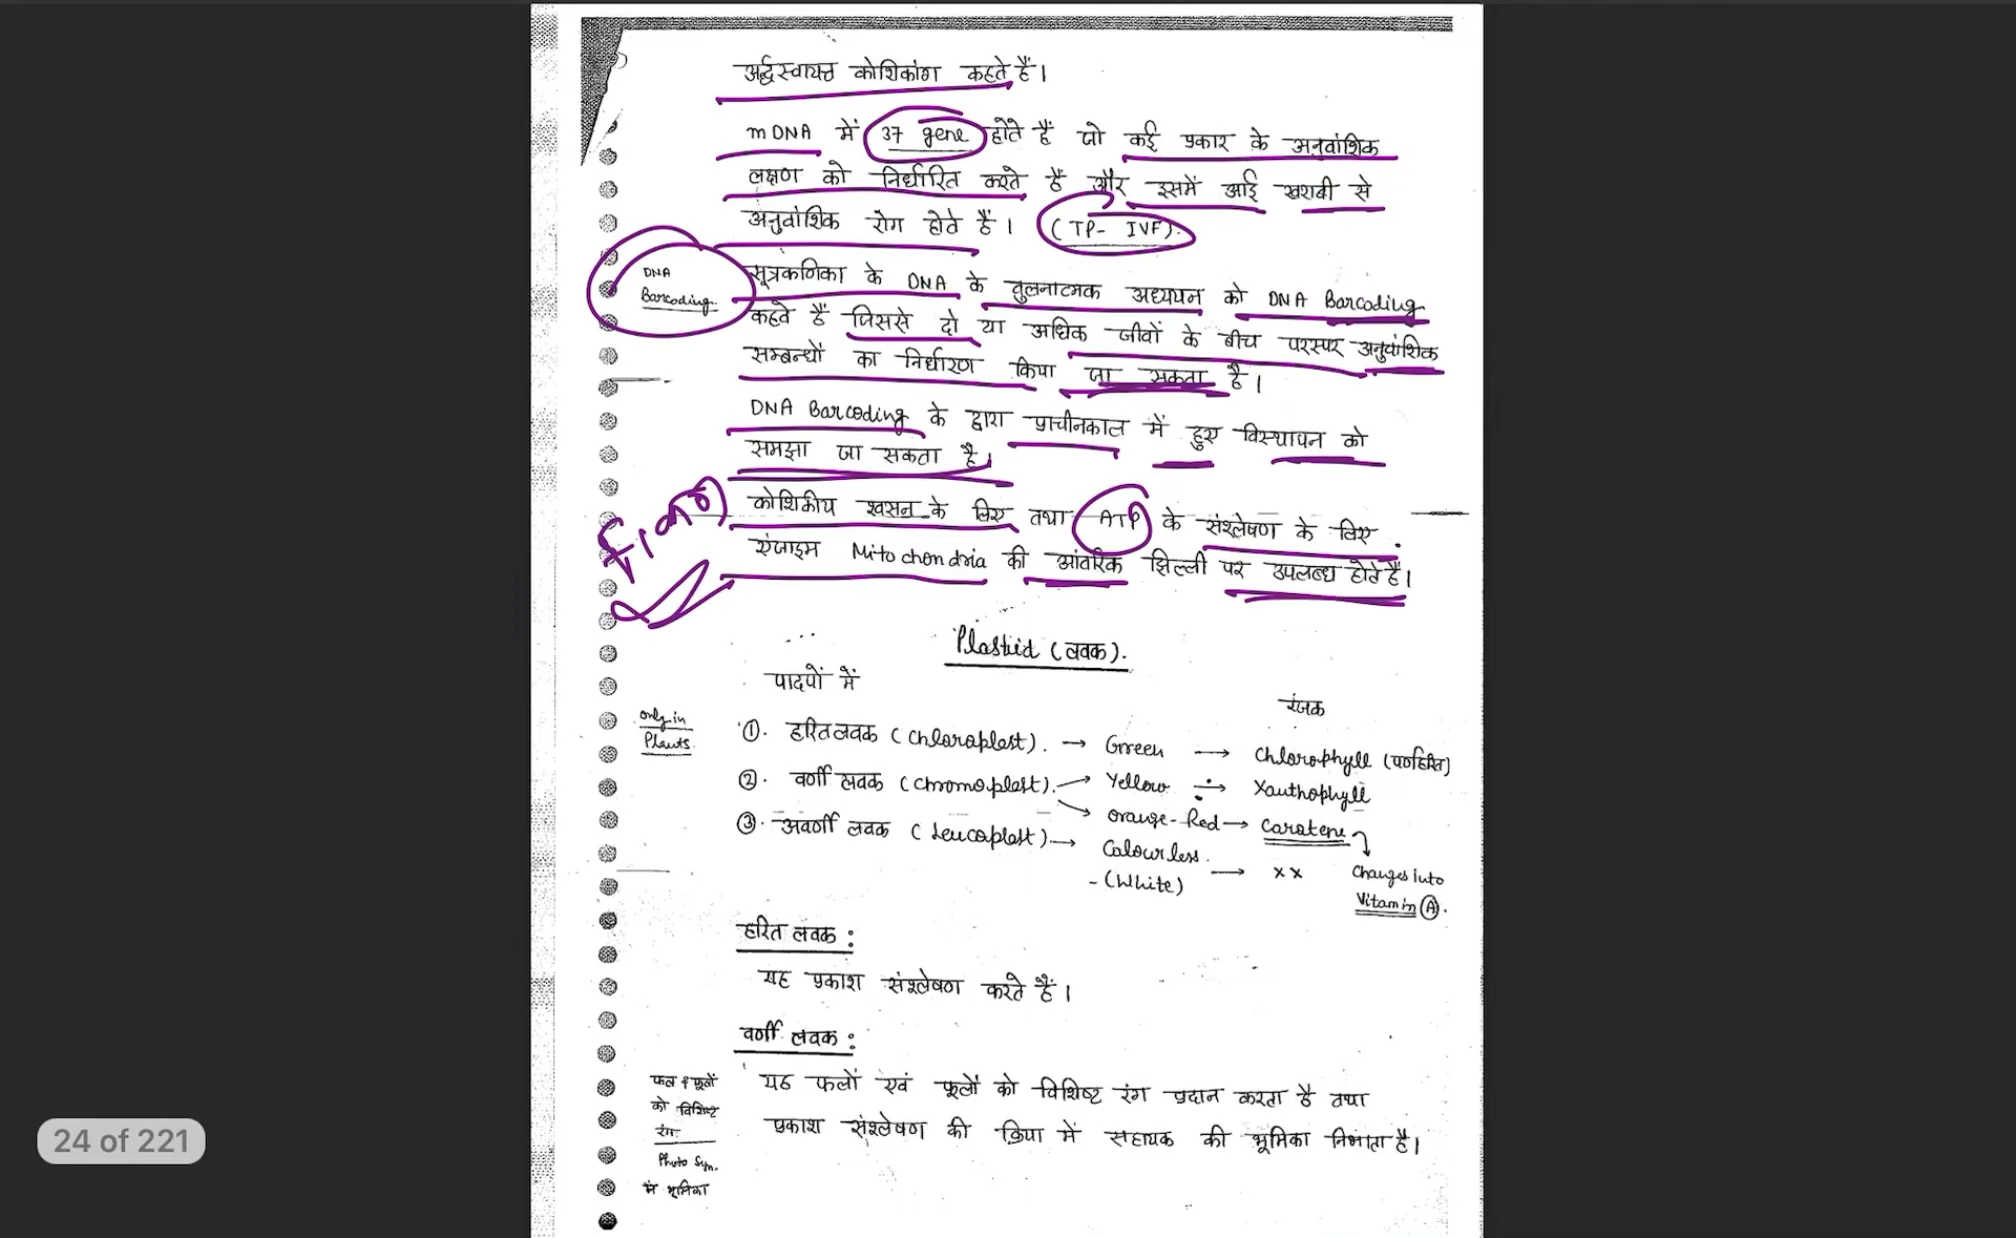 अर्द्धस्वायत्त कोशिकांग कहते हैं।
mDNA में 37 gene होते हैं जो कई प्रकार के अनुवांशिक
लक्षण को निर्धारित करते हैं और इसमें आई खराबी से
अनुवांशिक रोग होते हैं। (TP- IVF).
DNA
Barcoding.
सूत्रकणिका के DNA के तुलनात्मक अध्ययन को DNA Barcoding
कहते हैं जिससे दो या अधिक जीवों के बीच परस्पर अनुवांशिक
सम्बन्धों का निर्धारण किया जा सकता है।
DNA Barcoding के द्वारा प्राचीनकाल में हुए विस्थापन को
समझा जा सकता है।
कोशिकीय श्वसन के लिए तथा ATP के संश्लेषण के लिए
एंजाइम Mitochondria की आंतरिक झिल्ली पर उपलब्ध होते हैं।
Plastid (लवक).
पादपों में
रंजक
only in
Plants.
①. हरितलवक (Chloroplast). → Green → Chlorophyll (पर्णहरित)
②. वर्णी लवक (Chromoplast). → Yellow → Xanthophyll
→ Orange-Red → Caratene
③. अवर्णी लवक (Leucoplast) → Colourless.
-(White) → x x
Changes into
Vitamin Ⓐ.
हरित लवक :
यह प्रकाश संश्लेषण करते हैं।
वर्णी लवक :
यह फलों एवं फूलों को विशिष्ट रंग प्रदान करता है तथा
प्रकाश संश्लेषण की क्रिया में सहायक की भूमिका निभाता है।
को विशिष्ट
रंग.
Photo Syn.
में भूमिका
24 of 221